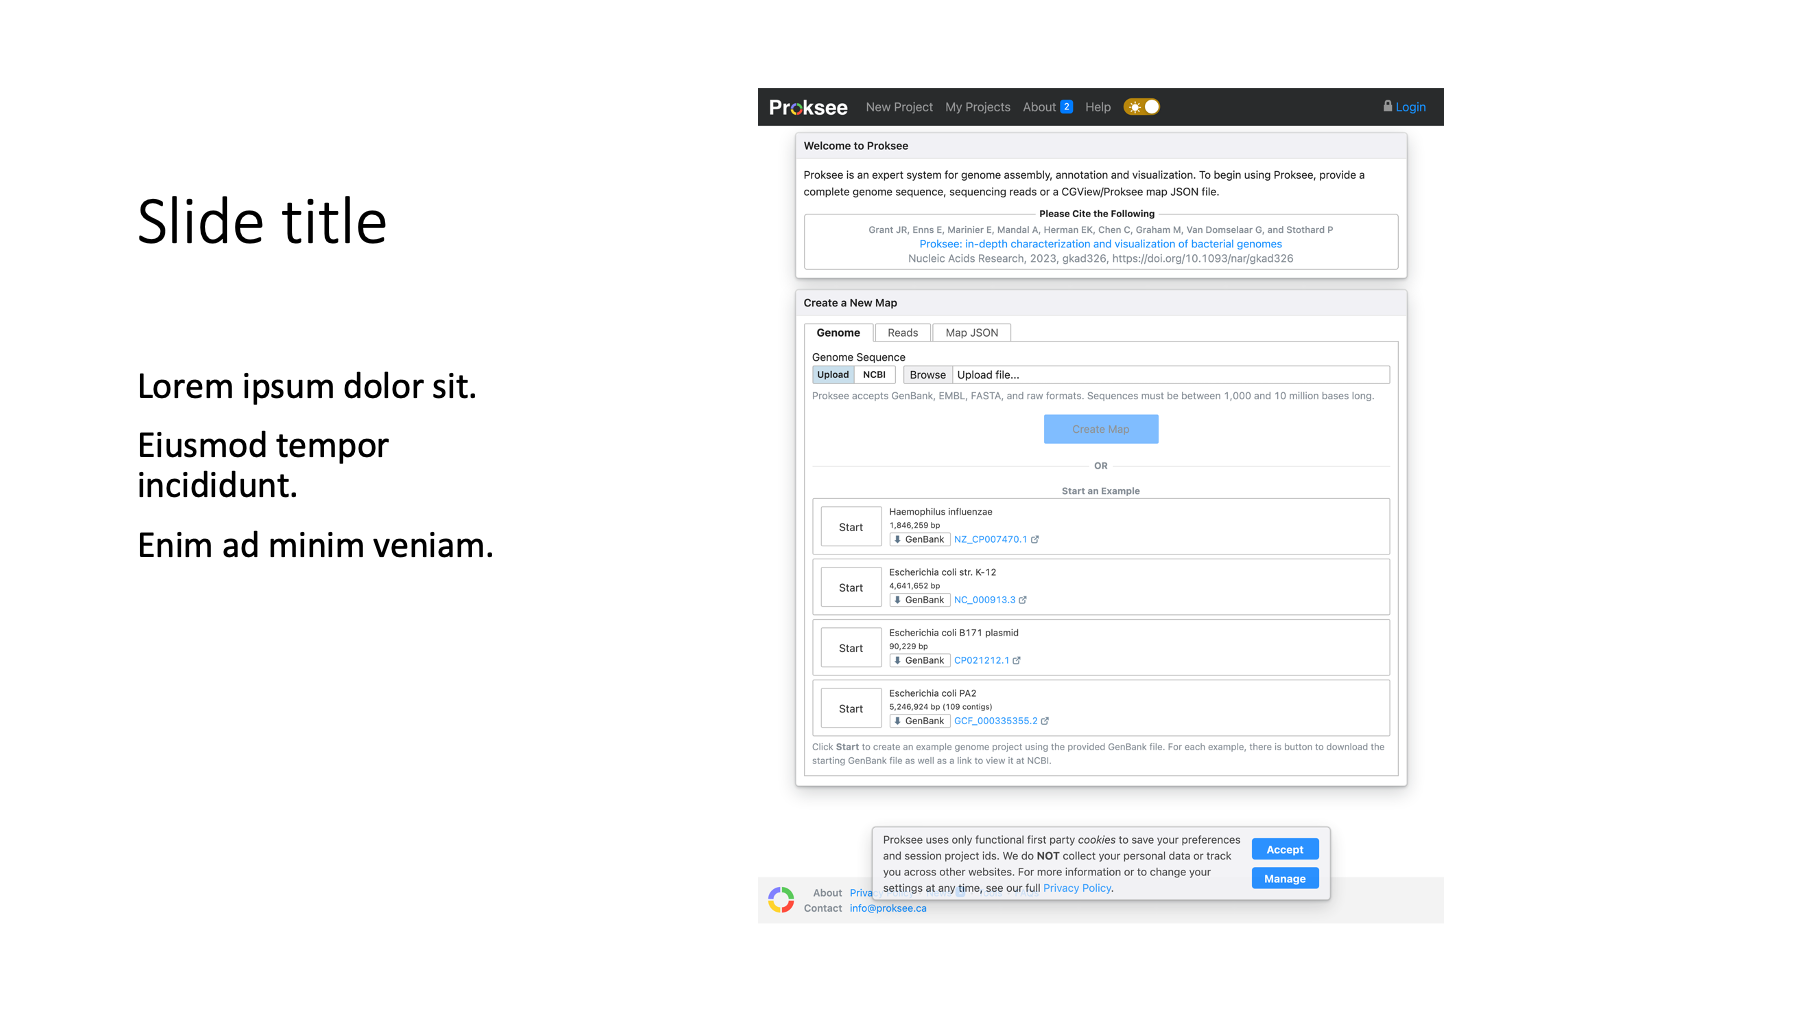 Slide title
Lorem ipsum dolor sit.
Eiusmod tempor
incididunt.
Enim ad minim veniam.
Proksee New Project My Projects About 2 Help Login
Welcome to Proksee
Proksee is an expert system for genome assembly, annotation and visualization. To begin using Proksee, provide a
complete genome sequence, sequencing reads or a CGView/Proksee map JSON file.
Please Cite the Following
Grant JR, Enns E, Marinier E, Mandal A, Herman EK, Chen C, Graham M, Van Domselaar G, and Stothard P
Proksee: in-depth characterization and visualization of bacterial genomes
Nucleic Acids Research, 2023, gkad326, https://doi.org/10.1093/nar/gkad326
Create a New Map
Genome Reads Map JSON
Genome Sequence
Upload NCBI Browse Upload file...
Proksee accepts GenBank, EMBL, FASTA, and raw formats. Sequences must be between 1,000 and 10 million bases long.
Create Map
OR
Start an Example
Start
Haemophilus influenzae
1,846,259 bp
GenBank NZ_CP007470.1
Start
Escherichia coli str. K-12
4,641,652 bp
GenBank NC_000913.3
Start
Escherichia coli B171 plasmid
90,229 bp
GenBank CP021212.1
Start
Escherichia coli PA2
5,246,924 bp (109 contigs)
GenBank GCF_000335355.2
Click Start to create an example genome project using the provided GenBank file. For each example, there is button to download the
starting GenBank file as well as a link to view it at NCBI.
Proksee uses only functional first party cookies to save your preferences
and session project ids. We do NOT collect your personal data or track
you across other websites. For more information or to change your
settings at any time, see our full Privacy Policy.
Accept
Manage
About
Contact info@proksee.ca